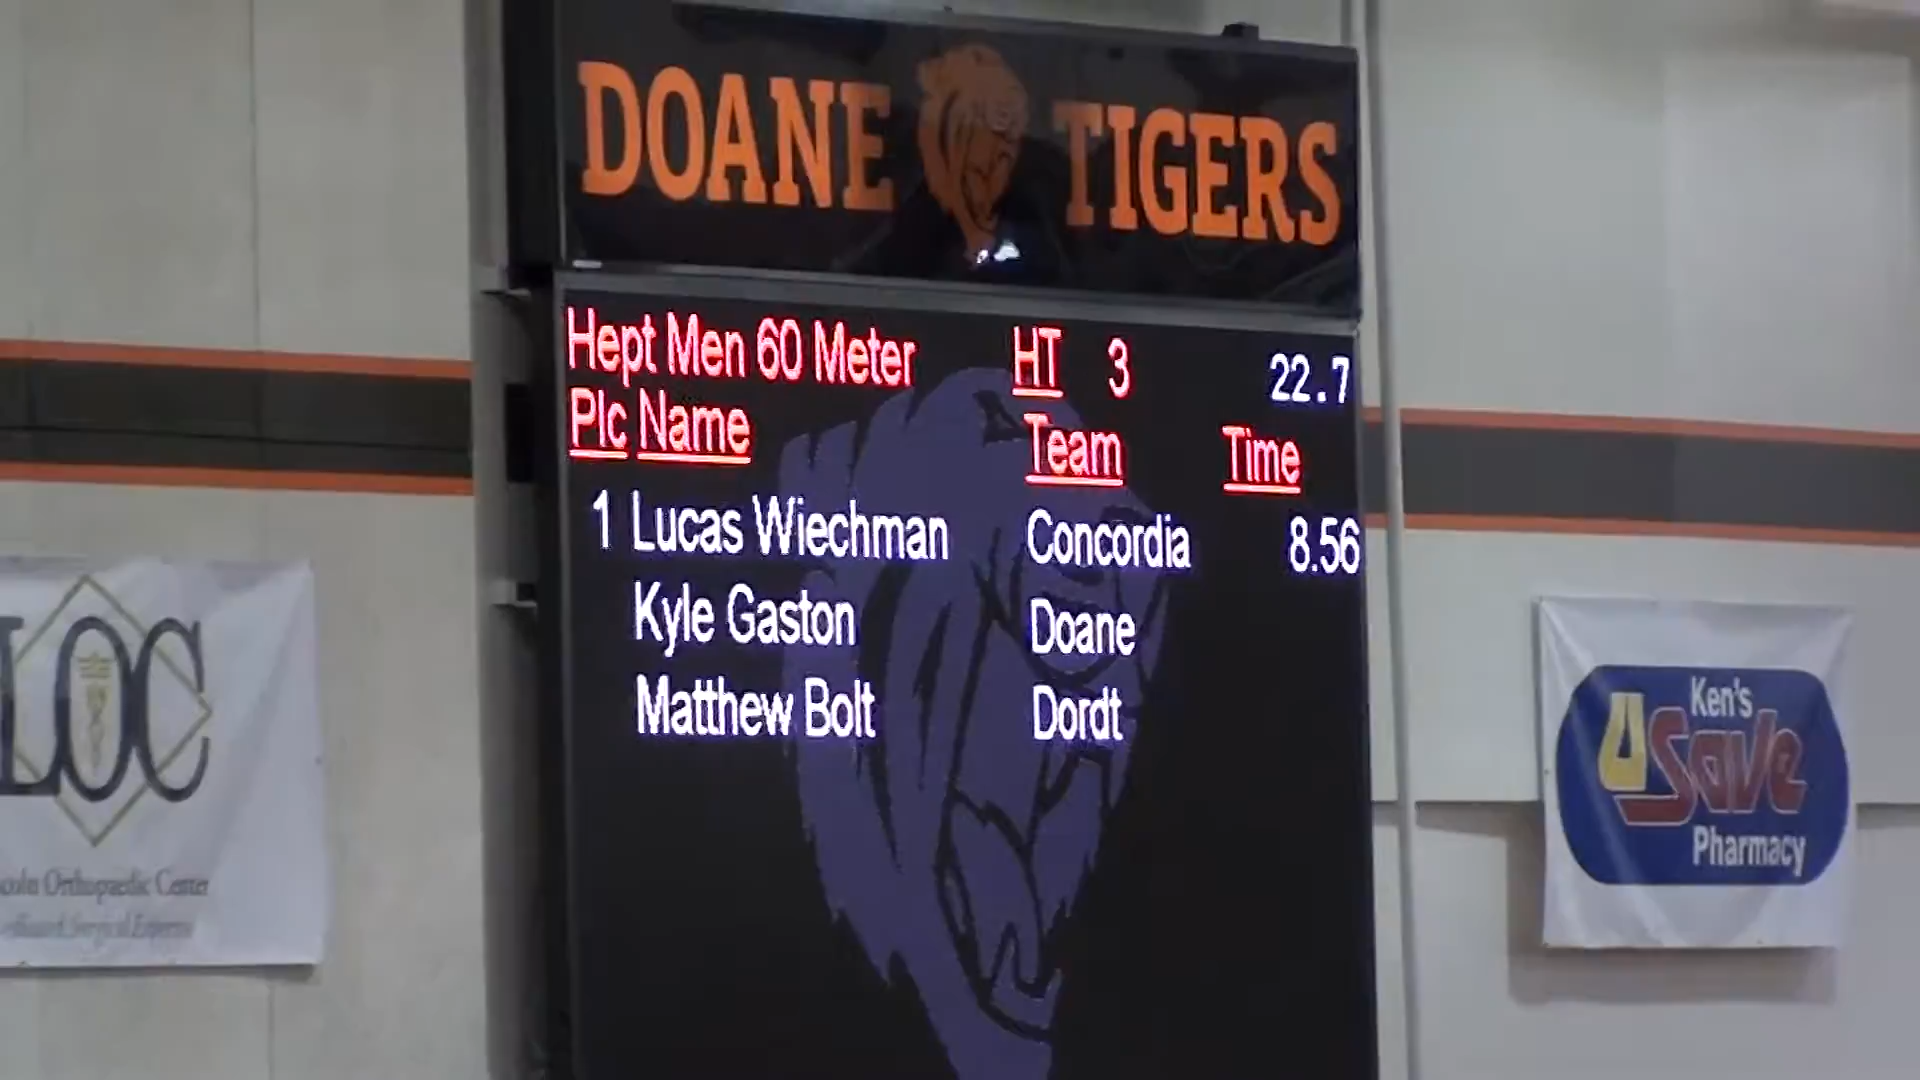 DOANE TIGERS
Hept Men 60 Meter HT 3 22.7
Plc Name Team Time
1 Lucas Wiechman Concordia 8.56
Kyle Gaston Doane
Matthew Bolt Dordt
LOC
Orthopaedic Center
Ken's
U Save
Pharmacy